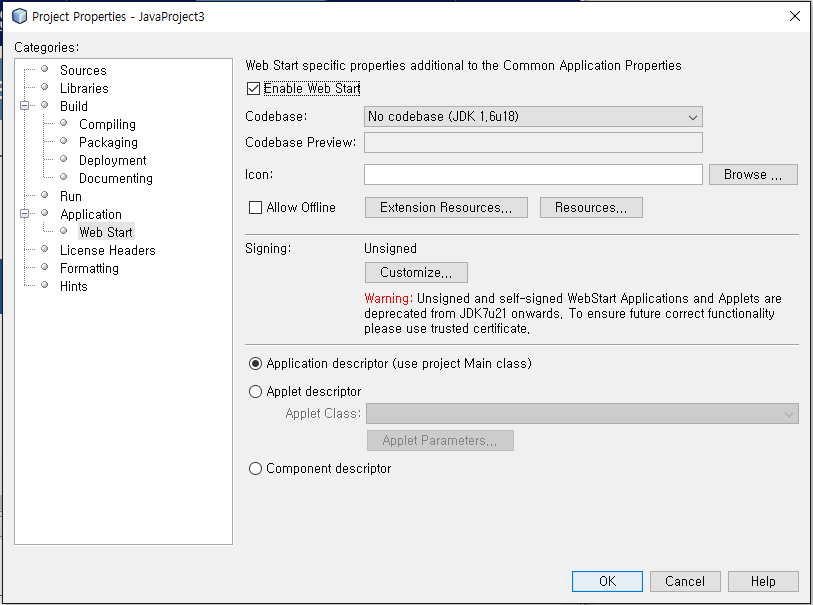 Project Properties - JavaProject3
Categories:
Sources
Libraries
Build
Compiling
Packaging
Deployment
Documenting
Run
Application
Web Start
License Headers
Formatting
Hints
Web Start specific properties additional to the Common Application Properties
Enable Web Start
Codebase:
No codebase (JDK 1.6u18)
Codebase Preview:
Icon:
Browse ...
Allow Offline
Extension Resources...
Resources...
Signing:
Unsigned
Customize...
Warning: Unsigned and self-signed WebStart Applications and Applets are
deprecated from JDK7u21 onwards. To ensure future correct functionality
please use trusted certificate.
Application descriptor (use project Main class)
Applet descriptor
Applet Class:
Applet Parameters...
Component descriptor
OK
Cancel
Help